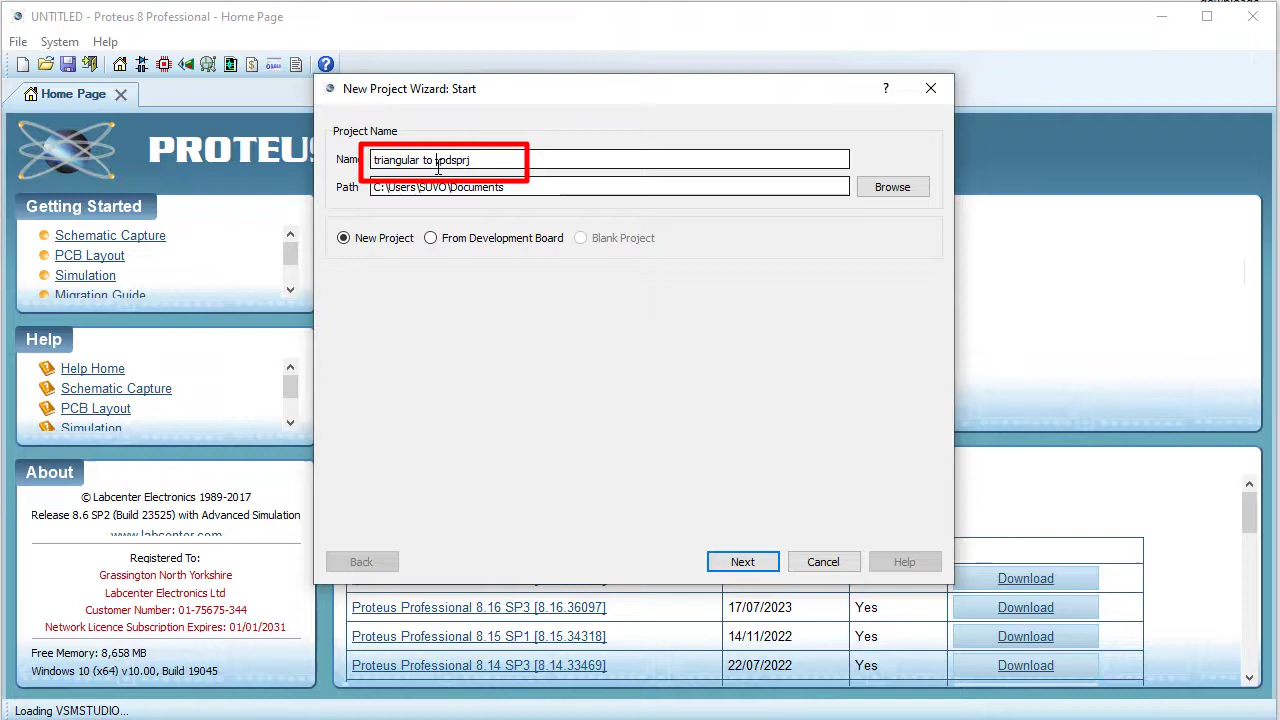 UNTITLED - Proteus 8 Professional - Home Page
File System Help
Home Page
New Project Wizard: Start
?
Project Name
Name triangular to pdsprj
Path C:\Users\SUVO\Documents
Browse
New Project From Development Board Blank Project
Back Next Cancel Help
PROTEUS
Getting Started
Schematic Capture
PCB Layout
Simulation
Migration Guide
Help
Help Home
Schematic Capture
PCB Layout
Simulation
About
© Labcenter Electronics 1989-2017
Release 8.6 SP2 (Build 23525) with Advanced Simulation
www.labcenter.com
Registered To:
Grassington North Yorkshire
Labcenter Electronics Ltd
Customer Number: 01-75675-344
Network Licence Subscription Expires: 01/01/2031
Free Memory: 8,658 MB
Windows 10 (x64) v10.00, Build 19045
Download
Proteus Professional 8.16 SP3 [8.16.36097] 17/07/2023 Yes Download
Proteus Professional 8.15 SP1 [8.15.34318] 14/11/2022 Yes Download
Proteus Professional 8.14 SP3 [8.14.33469] 22/07/2022 Yes Download
Loading VSMSTUDIO...